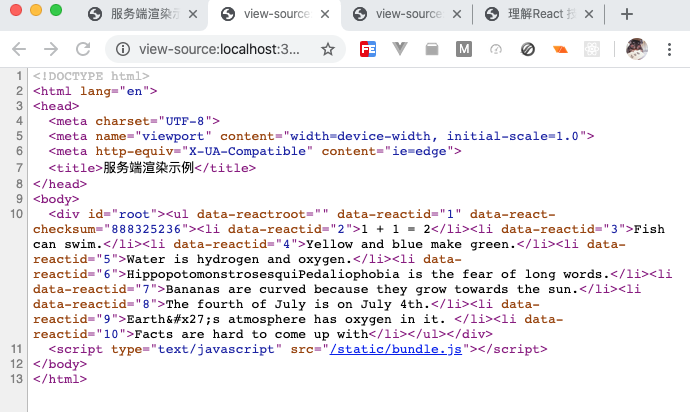 服务端渲染示
view-source
view-source
理解React 技
view-source:localhost:3...
FE
M
1 <!DOCTYPE html>
2 <html lang="en">
3 <head>
4 <meta charset="UTF-8">
5 <meta name="viewport" content="width=device-width, initial-scale=1.0">
6 <meta http-equiv="X-UA-Compatible" content="ie=edge">
7 <title>服务端渲染示例</title>
8 </head>
9 <body>
10 <div id="root"><ul data-reactroot="" data-reactid="1" data-react-
checksum="888325236"><li data-reactid="2">1 + 1 = 2</li><li data-reactid="3">Fish
can swim.</li><li data-reactid="4">Yellow and blue make green.</li><li data-
reactid="5">Water is hydrogen and oxygen.</li><li data-
reactid="6">HippopotomonstrosesquiPedaliophobia is the fear of long words.</li><li
data-reactid="7">Bananas are curved because they grow towards the sun.</li><li
data-reactid="8">The fourth of July is on July 4th.</li><li data-
reactid="9">Earth&#x27;s atmosphere has oxygen in it. </li><li data-
reactid="10">Facts are hard to come up with</li></ul></div>
11 <script type="text/javascript" src="/static/bundle.js"></script>
12 </body>
13 </html>